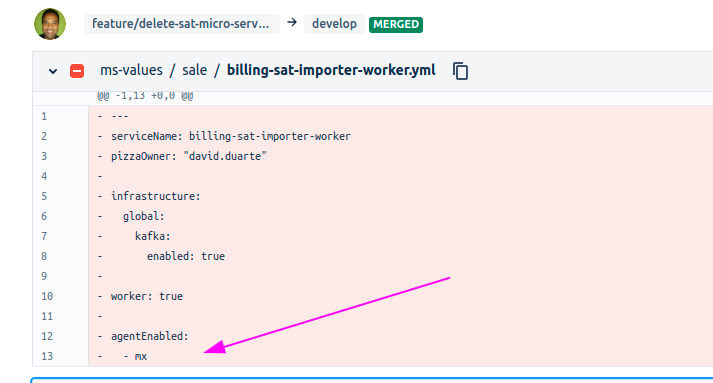 feature/delete-sat-micro-serv... → develop MERGED
ms-values / sale / billing-sat-importer-worker.yml
@@ -1,13 +0,0 @@
1 - ---
2 - serviceName: billing-sat-importer-worker
3 - pizzaOwner: "david.duarte"
4 -
5 - infrastructure:
6 -   global:
7 -     kafka:
8 -       enabled: true
9 -
10 - worker: true
11 -
12 - agentEnabled:
13 -   - mx